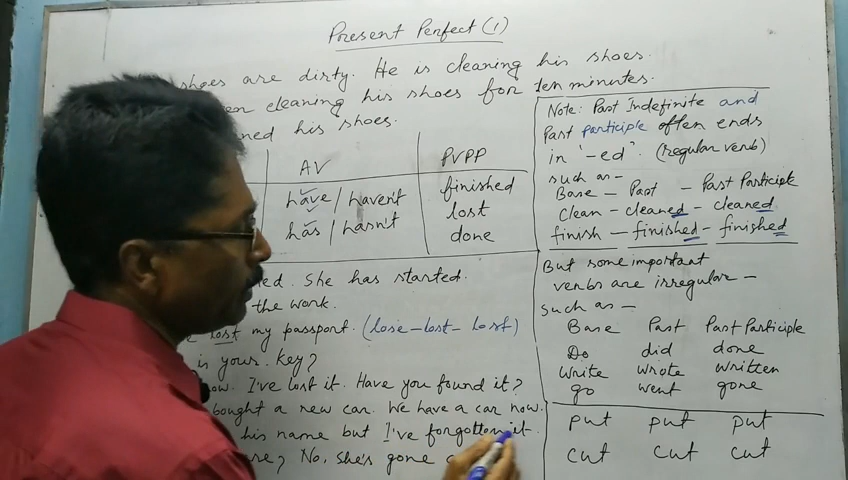 Present Perfect (1)
shoes are dirty. He is cleaning his shoes.
cleaning his shoes for ten minutes.
his shoes.
AV
PVPP
have / haven't
finished
has / hasn't
lost
done
She has started.
the work.
lost my passport. (lose - lost - lost)
is your key?
I've lost it. Have you found it?
bought a new car. We have a car now.
his name but I've forgotten it
No, she's gone
Note: Past Indefinite and
Past participle often ends
in "-ed". (regular verb)
such as-
Base - Past - Past Participle
Clean - cleaned - cleaned
finish - finished - finished
But some important
verbs are irregular -
such as -
Base Past Past Participle
Do did done
Write wrote written
go went gone
put put put
cut cut cut